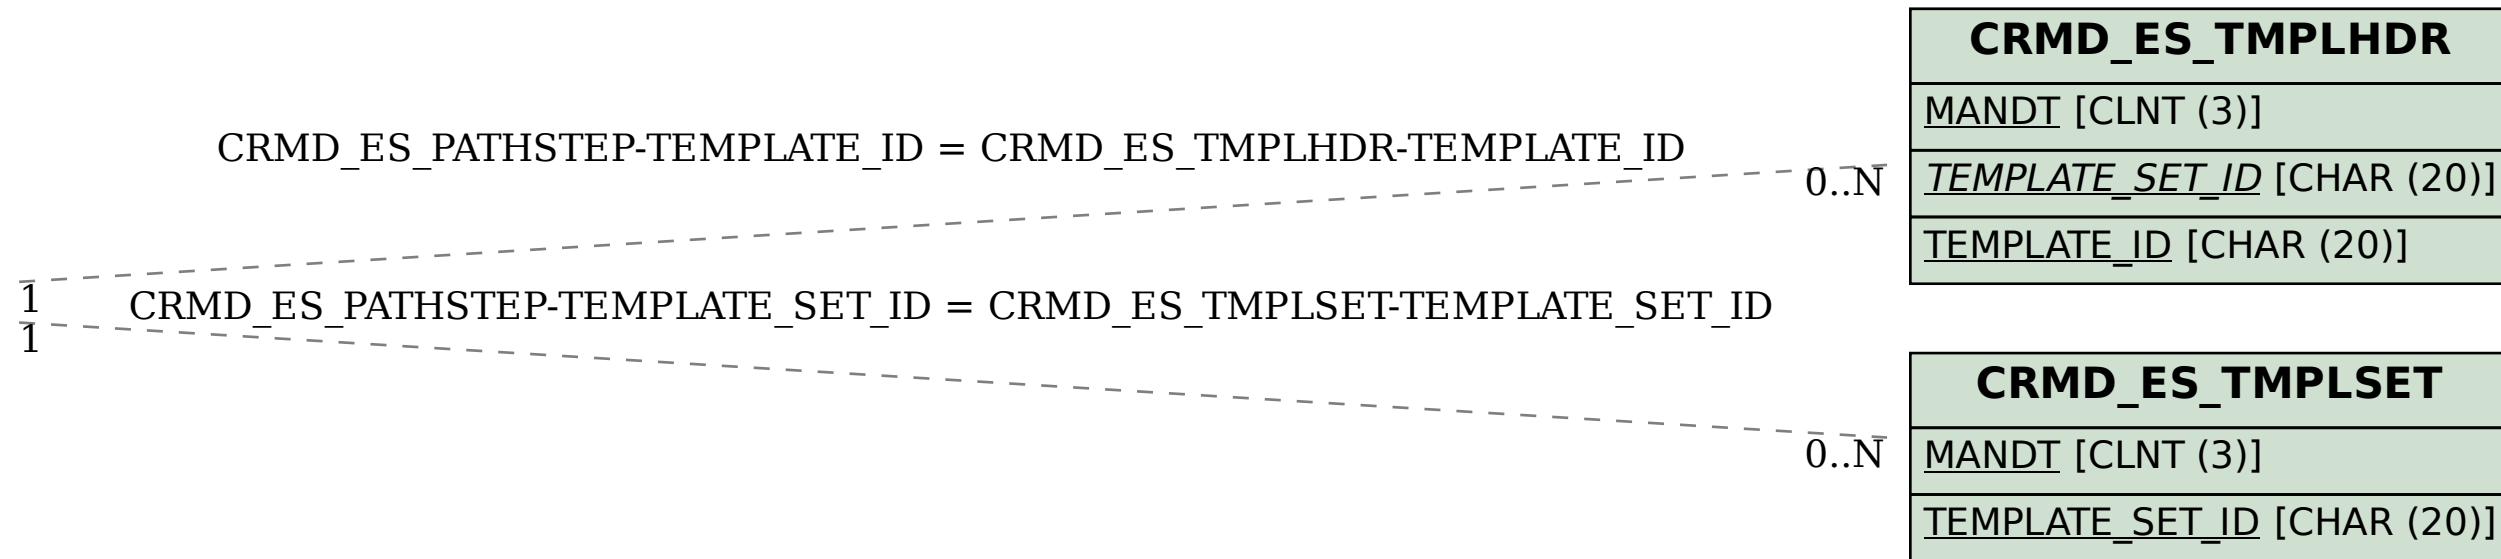 CRMD_ES_TMPLHDR
MANDT [CLNT (3)]
CRMD_ES_PATHSTEP-TEMPLATE_ID = CRMD_ES_TMPLHDR-TEMPLATE_ID
0..N
TEMPLATE_SET_ID [CHAR (20)]
TEMPLATE_ID [CHAR (20)]
1
CRMD_ES_PATHSTEP-TEMPLATE_SET_ID = CRMD_ES_TMPLSET-TEMPLATE_SET_ID
1
CRMD_ES_TMPLSET
0..N
MANDT [CLNT (3)]
TEMPLATE_SET_ID [CHAR (20)]